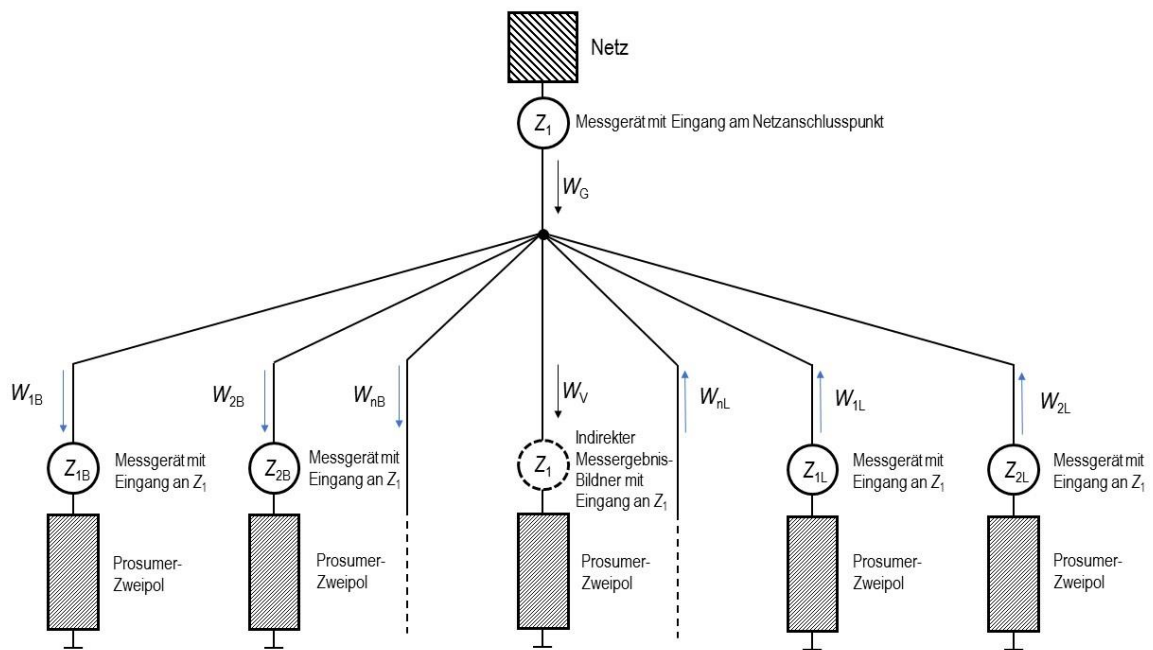 Netz
Z1
Messgerät mit Eingang am Netzanschlusspunkt
WG
W1B
W2B
WnB
WV
WnL
W1L
W2L
Z1B
Messgerät mit
Eingang an Z1
Z2B
Messgerät mit
Eingang an Z1
Z1
Indirekter
Messergebnis-
Bildner mit
Eingang an Z1
Z1L
Messgerät mit
Eingang an Z1
Z2L
Messgerät mit
Eingang an Z1
Prosumer-
Zweipol
Prosumer-
Zweipol
Prosumer-
Zweipol
Prosumer-
Zweipol
Prosumer-
Zweipol